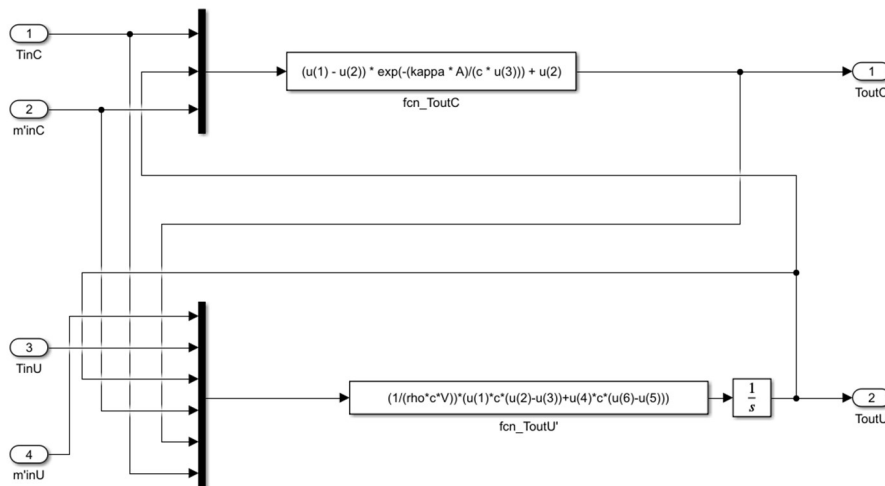 1
TinC
2
m'inC
(u(1) - u(2)) * exp(-(kappa * A)/(c * u(3))) + u(2)
fcn_ToutC
1
ToutC
3
TinU
4
m'inU
(1/(rho*c*V))*(u(1)*c*(u(2)-u(3))+u(4)*c*(u(6)-u(5)))
fcn_ToutU'
1
s
2
ToutU